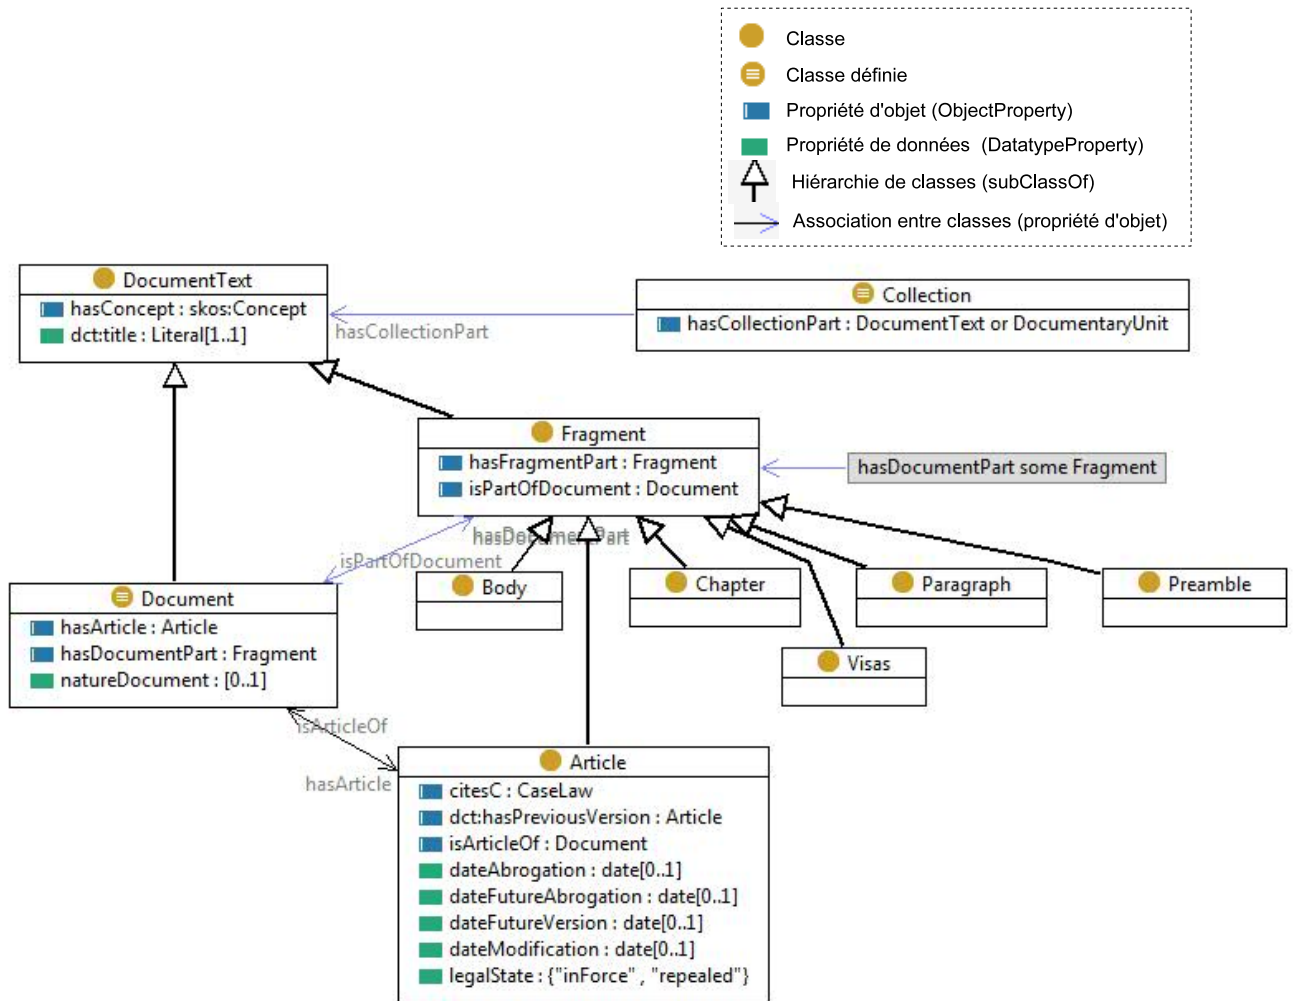 Classe
Classe définie
Propriété d'objet (ObjectProperty)
Propriété de données (DatatypeProperty)
Hiérarchie de classes (subClassOf)
Association entre classes (propriété d'objet)
DocumentText
hasConcept : skos:Concept
dct:title : Literal[1..1]
hasCollectionPart
Collection
hasCollectionPart : DocumentText or DocumentaryUnit
Fragment
hasFragmentPart : Fragment
isPartOfDocument : Document
hasDocumentPart some Fragment
hasDocumentPart
hasDocumentPart
isPartOfDocument
Body
Chapter
Paragraph
Preamble
Visas
Document
hasArticle : Article
hasDocumentPart : Fragment
natureDocument : [0..1]
isArticleOf
hasArticle
Article
citesC : CaseLaw
dct:hasPreviousVersion : Article
isArticleOf : Document
dateAbrogation : date[0..1]
dateFutureAbrogation : date[0..1]
dateFutureVersion : date[0..1]
dateModification : date[0..1]
legalState : {"inForce" , "repealed"}